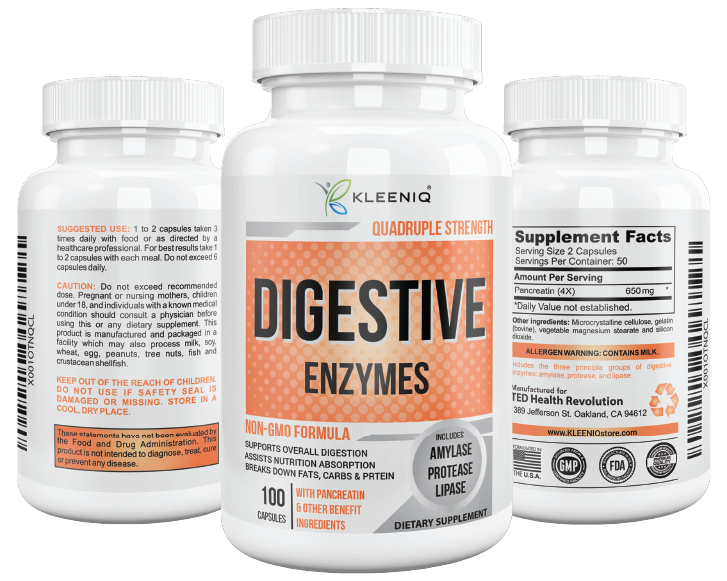 SUGGESTED USE: 1 to 2 capsules taken 3
times daily with food or as directed by a
healthcare professional. For best results take 1
to 2 capsules with each meal. Do not exceed 6
capsules daily.
CAUTION: Do not exceed recommended
dose. Pregnant or nursing mothers, children
under 18, and individuals with a known medical
condition should consult a physician before
using this or any dietary supplement. This
product is manufactured and packaged in a
facility which may also process milk, soy,
wheat, egg, peanuts, tree nuts, fish and
crustacean shellfish.
KEEP OUT OF THE REACH OF CHILDREN.
DO NOT USE IF SAFETY SEAL IS
DAMAGED OR MISSING. STORE IN A
COOL, DRY PLACE.
These statements have not been evaluated by
the Food and Drug Administration. This
product is not intended to diagnose, treat, cure
or prevent any disease.
X001OTNQCL
KLEENIQ®
QUADRUPLE STRENGTH
DIGESTIVE
ENZYMES
NON-GMO FORMULA
SUPPORTS OVERALL DIGESTION
ASSISTS NUTRITION ABSORPTION
BREAKS DOWN FATS, CARBS & PRTEIN
100
CAPSULES
WITH PANCREATIN
& OTHER BENEFIT
INGREDIENTS
INCLUDES
AMYLASE
PROTEASE
LIPASE
DIETARY SUPPLEMENT
Supplement Facts
Serving Size 2 Capsules
Servings Per Container: 50
Amount Per Serving
Pancreatin (4X) 650mg *
*Daily Value not established.
Other ingredients: Microcrystalline cellulose, gelatin
(bovine), vegetable magnesium stearate and silicon
dioxide.
ALLERGEN WARNING: CONTAINS MILK.
Includes the three principle groups of digestive
enzymes: amylase, protease, and lipase.
Manufactured for
TED Health Revolution
389 Jefferson St. Oakland, CA 94612
www.KLEENIQstore.com
THE U.S.A.
GMP
FDA
X001OTNQCL